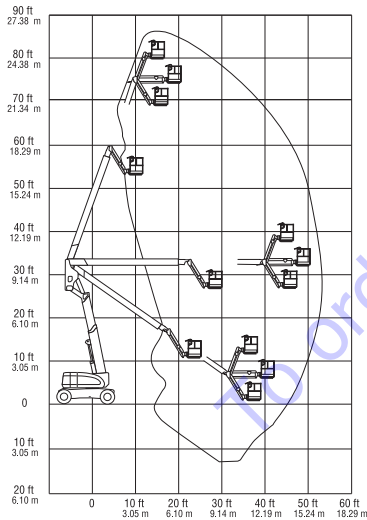 90 ft
27.38 m
80 ft
24.38 m
70 ft
21.34 m
60 ft
18.29 m
50 ft
15.24 m
40 ft
12.19 m
30 ft
9.14 m
20 ft
6.10 m
10 ft
3.05 m
0
10 ft
3.05 m
20 ft
6.10 m
0 10 ft 20 ft 30 ft 40 ft 50 ft 60 ft
3.05 m 6.10 m 9.14 m 12.19 m 15.24 m 18.29 m
To ord